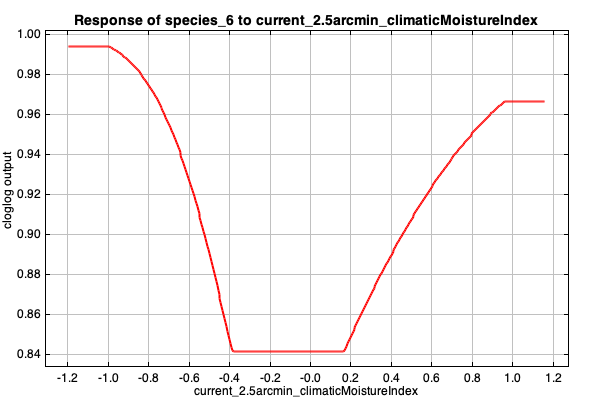 Response of species_6 to current_2.5arcmin_climaticMoistureIndex
1.00
0.98
0.96
0.94
0.92
0.90
0.88
0.86
0.84
cloglog output
-1.2 -1.0 -0.8 -0.6 -0.4 -0.2 -0.0 0.2 0.4 0.6 0.8 1.0 1.2
current_2.5arcmin_climaticMoistureIndex